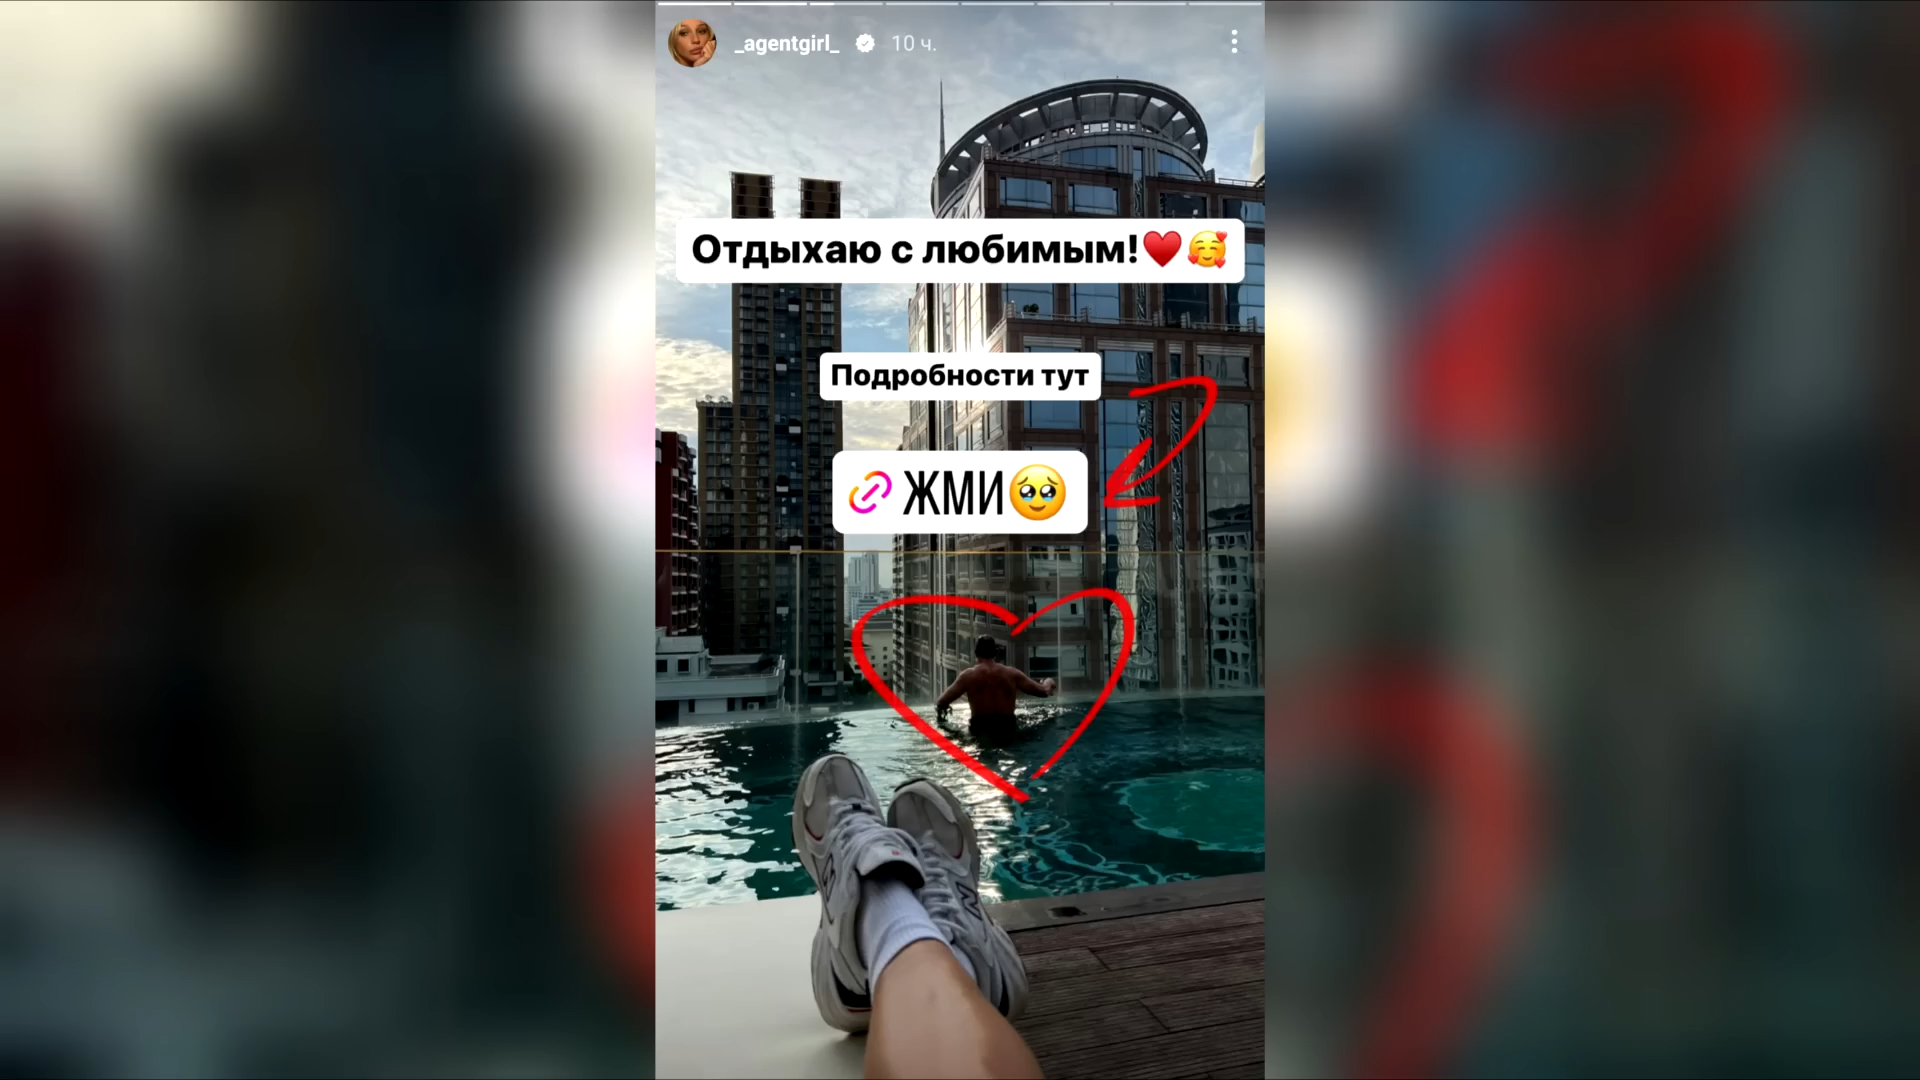 _agentgirl_ 10 ч.
Отдыхаю с любимым!♥️🥰
Подробности тут
ЖМИ🥹